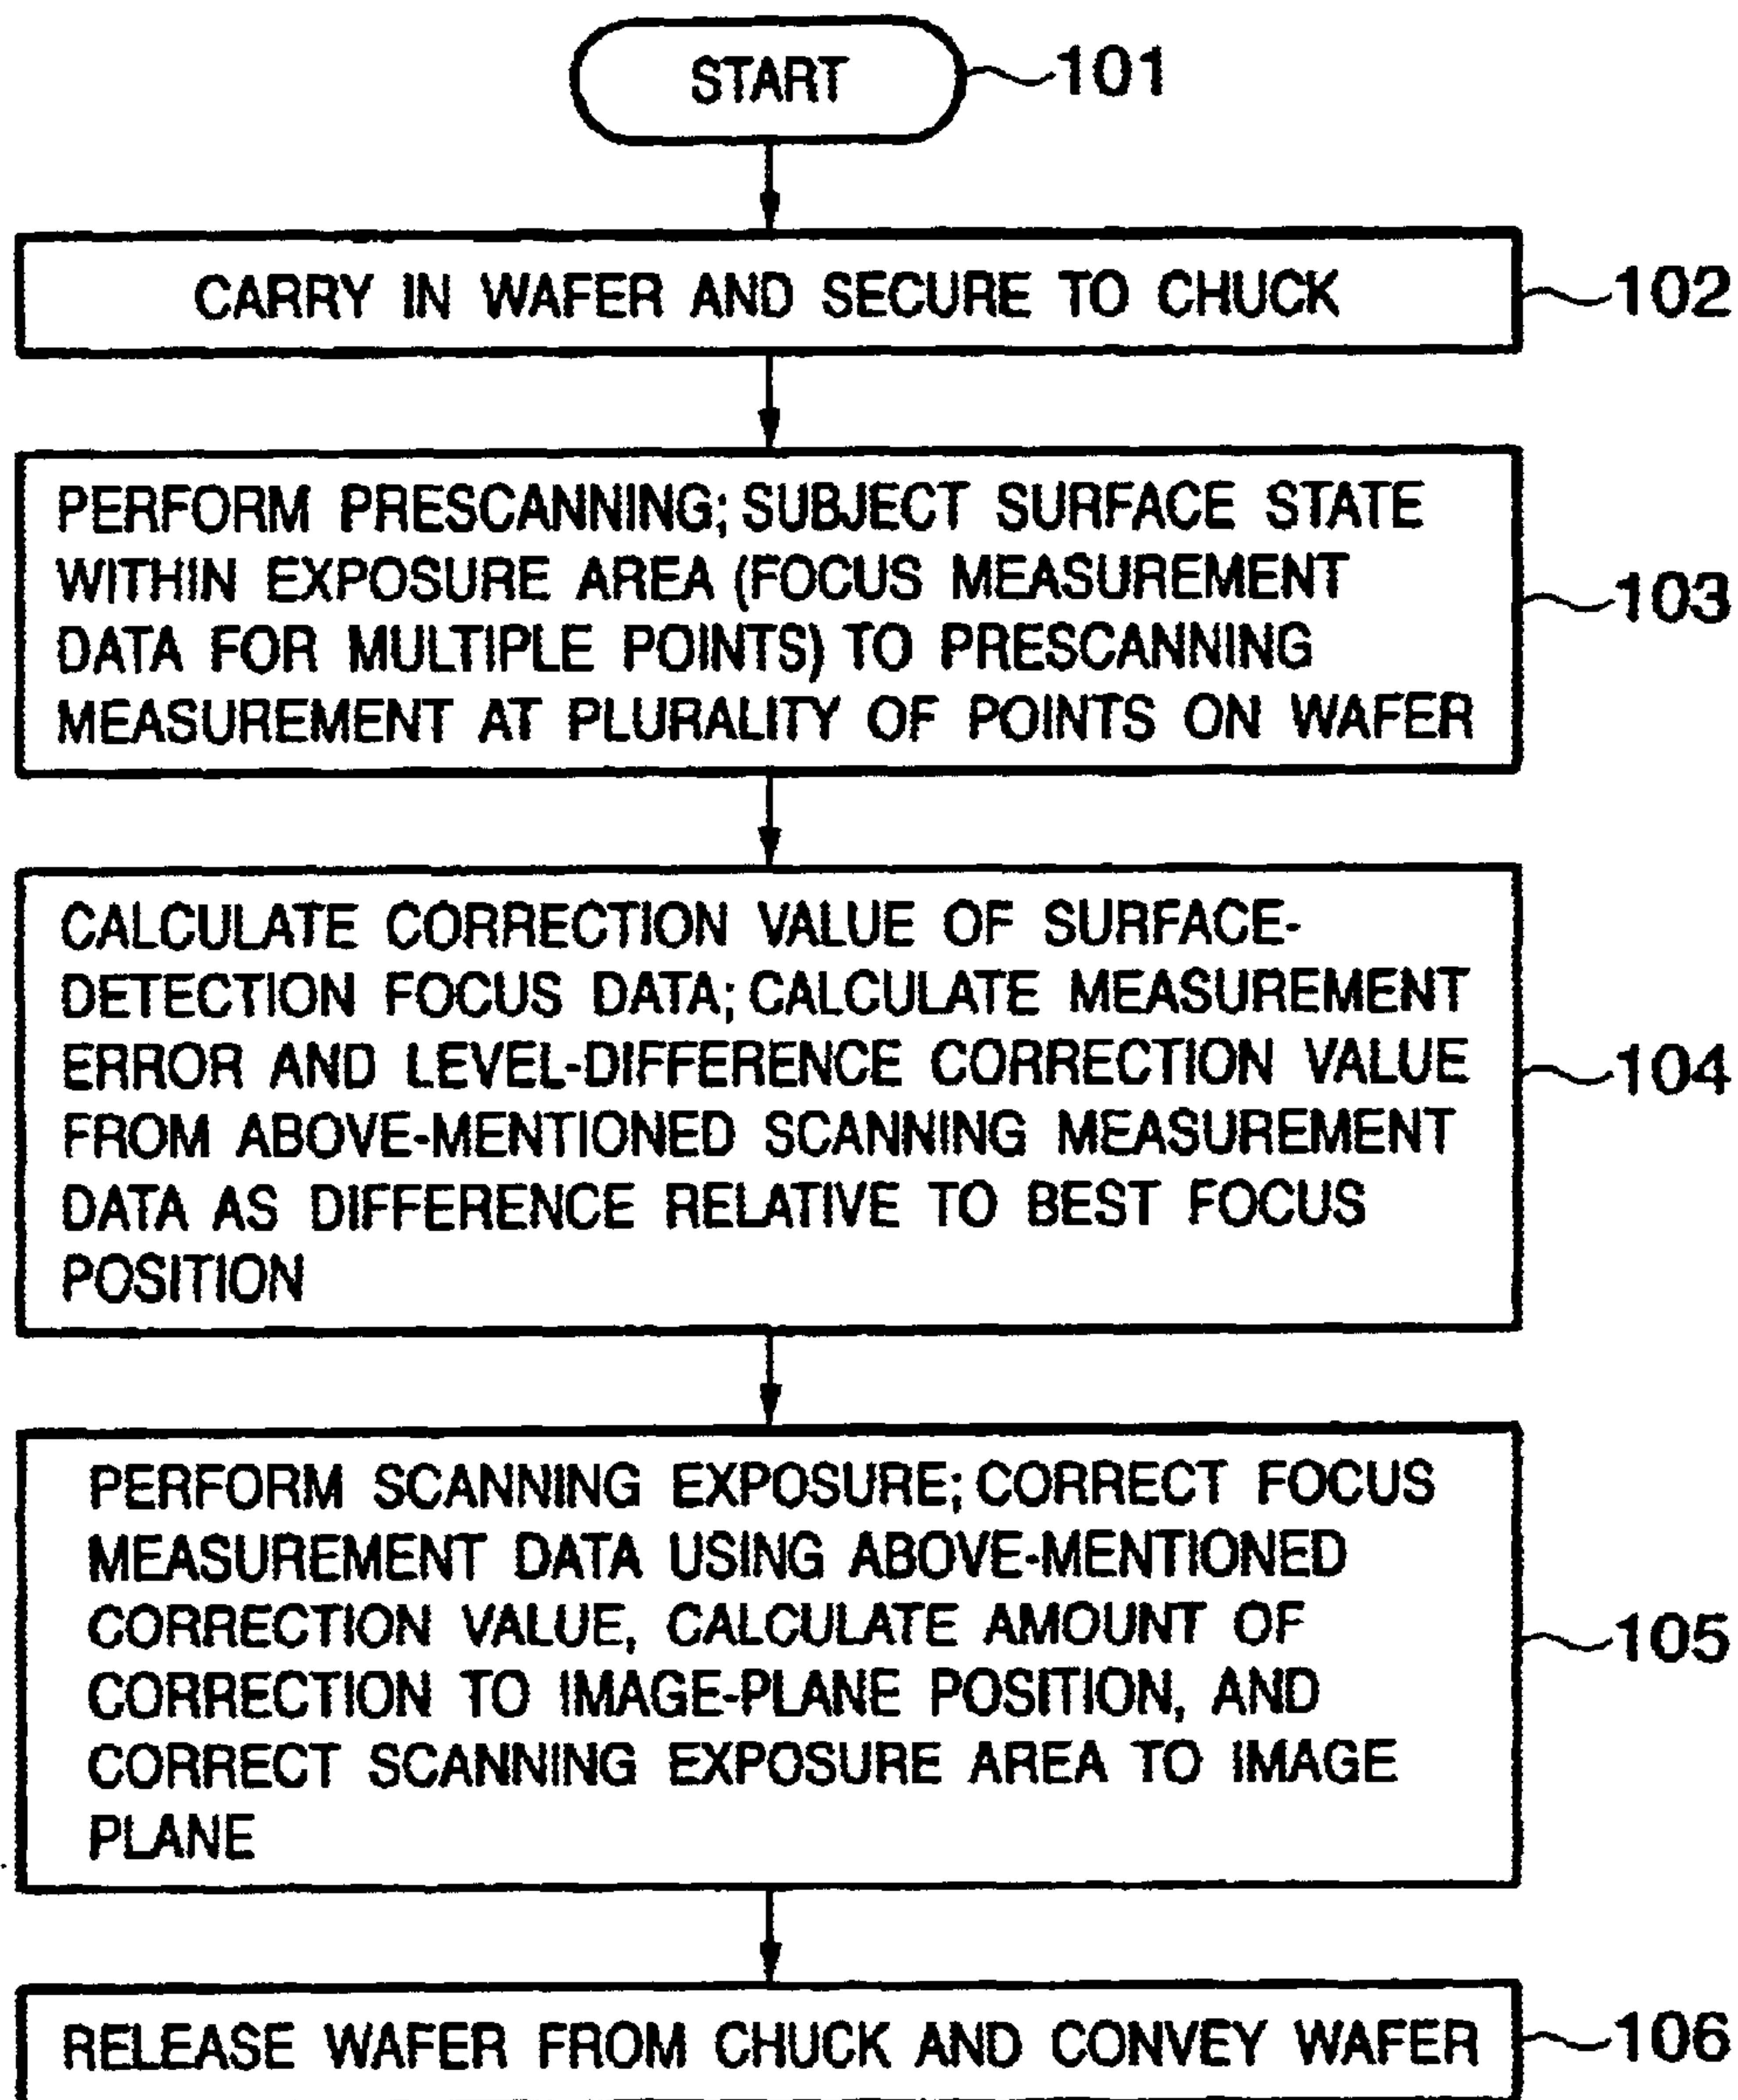 START
101
CARRY IN WAFER AND SECURE TO CHUCK
102
PERFORM PRESCANNING; SUBJECT SURFACE STATE
WITHIN EXPOSURE AREA (FOCUS MEASUREMENT
DATA FOR MULTIPLE POINTS) TO PRESCANNING
MEASUREMENT AT PLURALITY OF POINTS ON WAFER
103
CALCULATE CORRECTION VALUE OF SURFACE-
DETECTION FOCUS DATA; CALCULATE MEASUREMENT
ERROR AND LEVEL-DIFFERENCE CORRECTION VALUE
FROM ABOVE-MENTIONED SCANNING MEASUREMENT
DATA AS DIFFERENCE RELATIVE TO BEST FOCUS
POSITION
104
PERFORM SCANNING EXPOSURE; CORRECT FOCUS
MEASUREMENT DATA USING ABOVE-MENTIONED
CORRECTION VALUE, CALCULATE AMOUNT OF
CORRECTION TO IMAGE-PLANE POSITION, AND
CORRECT SCANNING EXPOSURE AREA TO IMAGE
PLANE
105
RELEASE WAFER FROM CHUCK AND CONVEY WAFER
106